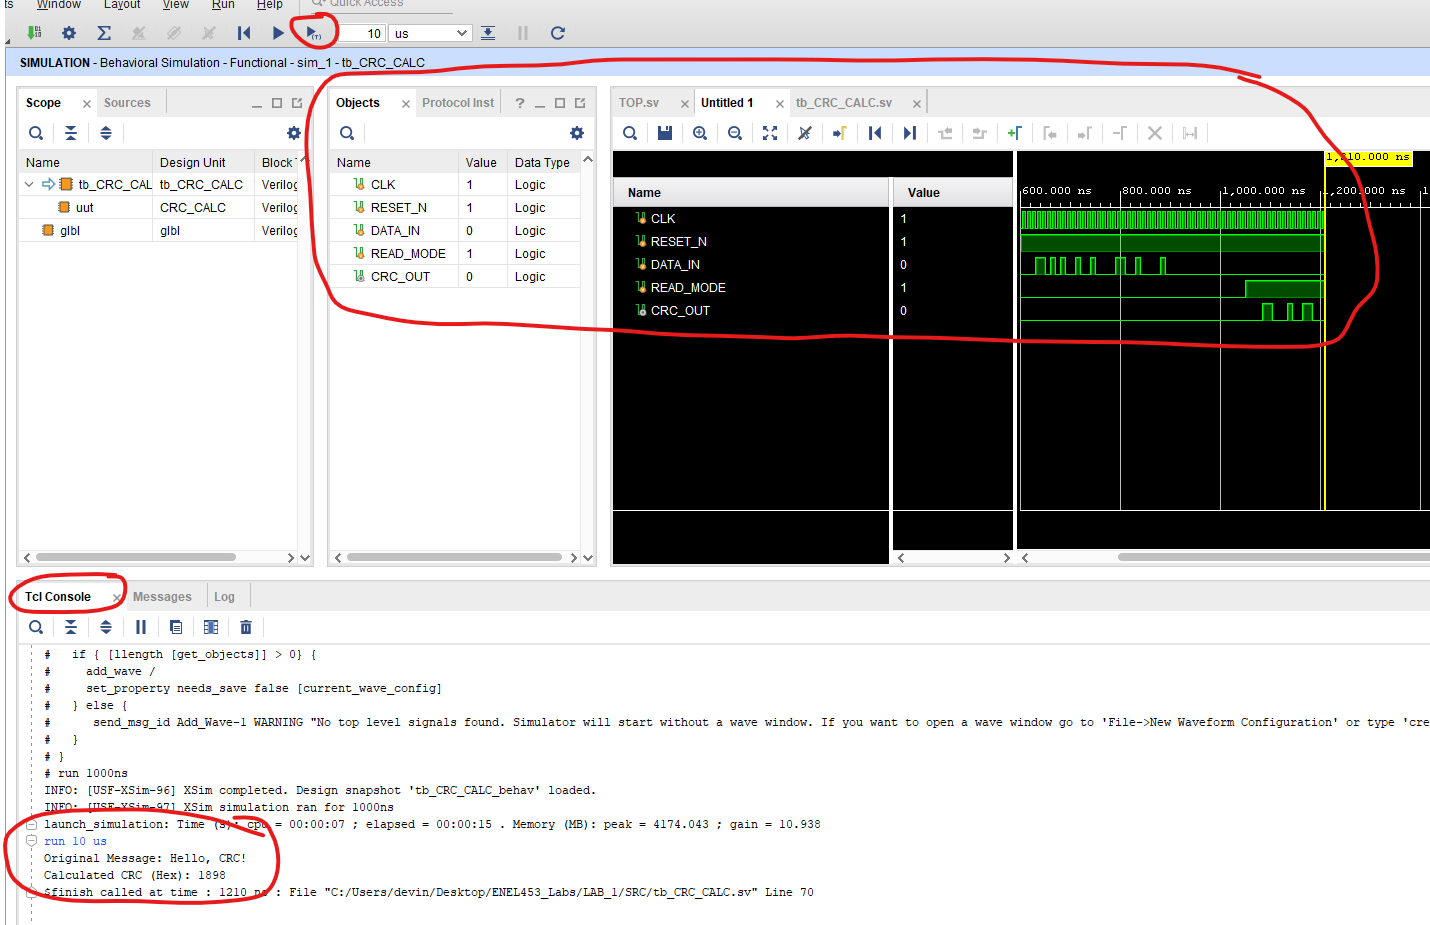 ts Window Layout View Run Help Quick Access
10 us
SIMULATION - Behavioral Simulation - Functional - sim_1 - tb_CRC_CALC
Scope Sources
Name Design Unit Block T
tb_CRC_CAL tb_CRC_CALC Verilog
uut CRC_CALC Verilog
glbl glbl Verilog
Objects Protocol Inst
Name Value Data Type
CLK 1 Logic
RESET_N 1 Logic
DATA_IN 0 Logic
READ_MODE 1 Logic
CRC_OUT 0 Logic
TOP.sv Untitled 1 tb_CRC_CALC.sv
1,210.000 ns
Name Value 600.000 ns 800.000 ns 1,000.000 ns 1,200.000 ns 1
CLK 1
RESET_N 1
DATA_IN 0
READ_MODE 1
CRC_OUT 0
Tcl Console Messages Log
# if { [llength [get_objects]] > 0} {
# add_wave /
# set_property needs_save false [current_wave_config]
# } else {
# send_msg_id Add_Wave-1 WARNING "No top level signals found. Simulator will start without a wave window. If you want to open a wave window go to 'File->New Waveform Configuration' or type 'cre
# }
# }
# run 1000ns
INFO: [USF-XSim-96] XSim completed. Design snapshot 'tb_CRC_CALC_behav' loaded.
INFO: [USF-XSim-97] XSim simulation ran for 1000ns
launch_simulation: Time (s): cpu = 00:00:07 ; elapsed = 00:00:15 . Memory (MB): peak = 4174.043 ; gain = 10.938
run 10 us
Original Message: Hello, CRC!
Calculated CRC (Hex): 1898
$finish called at time : 1210 ns : File "C:/Users/devin/Desktop/ENEL453_Labs/LAB_1/SRC/tb_CRC_CALC.sv" Line 70